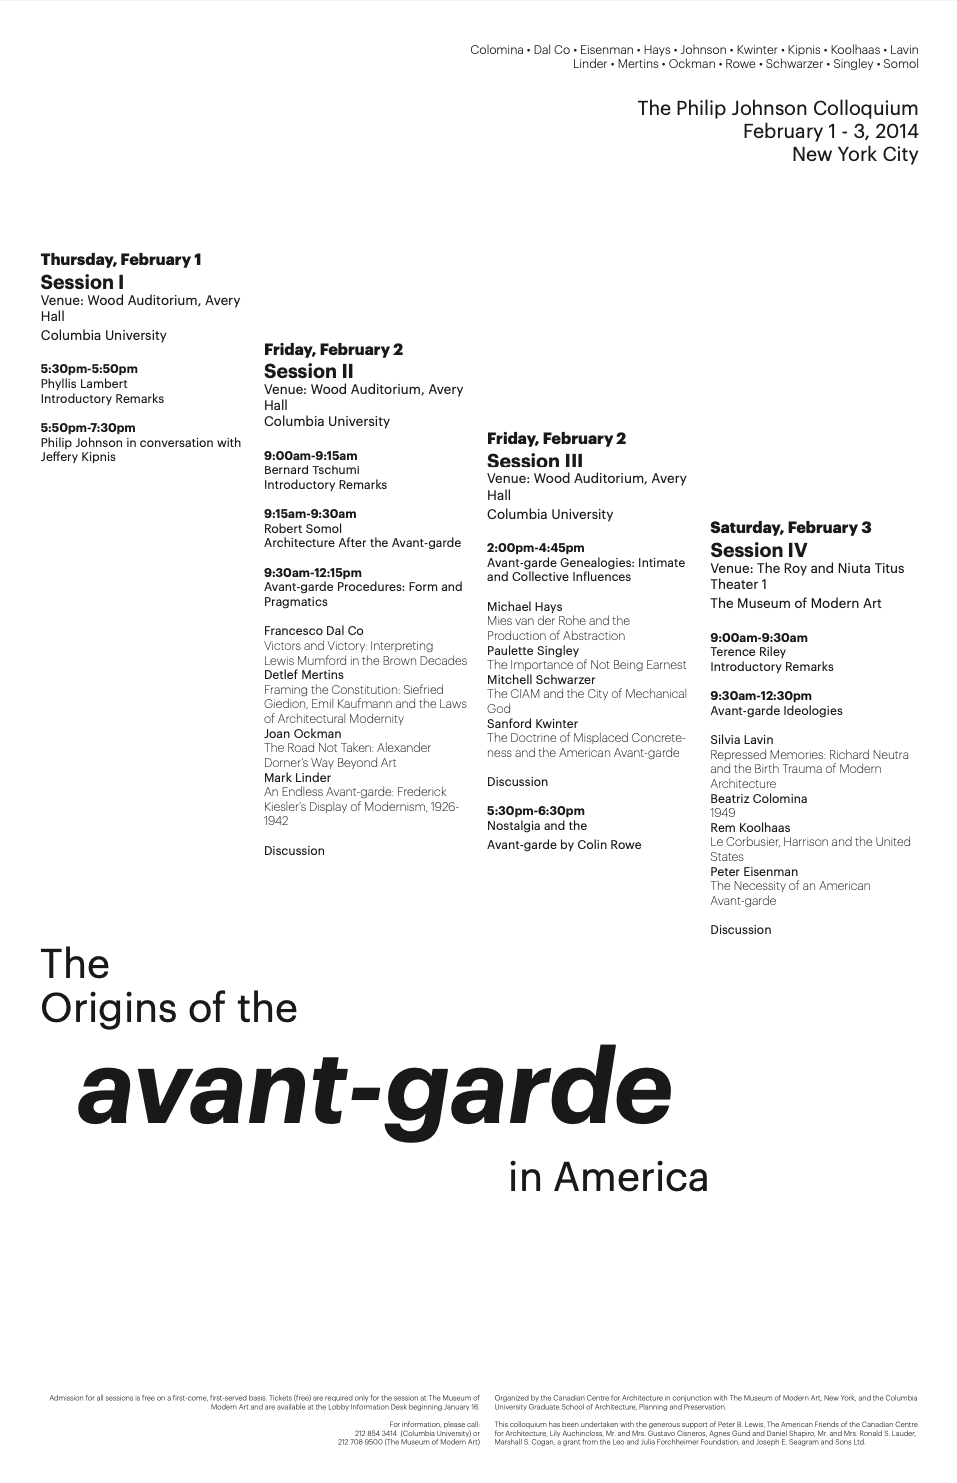 Colomina • Dal Co • Eisenman • Hays • Johnson • Kwinter • Kipnis • Koolhaas • Lavin
Linder • Mertins • Ockman • Rowe • Schwarzer • Singley • Somol
The Philip Johnson Colloquium
February 1 - 3, 2014
New York City
Thursday, February 1
Session I
Venue: Wood Auditorium, Avery
Hall
Columbia University
5:30pm-5:50pm
Phyllis Lambert
Introductory Remarks
5:50pm-7:30pm
Philip Johnson in conversation with
Jeffery Kipnis
Friday, February 2
Session II
Venue: Wood Auditorium, Avery
Hall
Columbia University
9:00am-9:15am
Bernard Tschumi
Introductory Remarks
9:15am-9:30am
Robert Somol
Architecture After the Avant-garde
9:30am-12:15pm
Avant-garde Procedures: Form and
Pragmatics
Francesco Dal Co
Victors and Victory: Interpreting
Lewis Mumford in the Brown Decades
Detlef Mertins
Framing the Constitution: Siefried
Giedion, Emil Kaufmann and the Laws
of Architectural Modernity
Joan Ockman
The Road Not Taken: Alexander
Dorner's Way Beyond Art
Mark Linder
An Endless Avant-garde: Frederick
Kiesler's Display of Modernism, 1926-
1942
Discussion
Friday, February 2
Session III
Venue: Wood Auditorium, Avery
Hall
Columbia University
2:00pm-4:45pm
Avant-garde Genealogies: Intimate
and Collective Influences
Michael Hays
Mies van der Rohe and the
Production of Abstraction
Paulette Singley
The Importance of Not Being Earnest
Mitchell Schwarzer
The CIAM and the City of Mechanical
God
Sanford Kwinter
The Doctrine of Misplaced Concrete-
ness and the American Avant-garde
Discussion
5:30pm-6:30pm
Nostalgia and the
Avant-garde by Colin Rowe
Saturday, February 3
Session IV
Venue: The Roy and Niuta Titus
Theater 1
The Museum of Modern Art
9:00am-9:30am
Terence Riley
Introductory Remarks
9:30am-12:30pm
Avant-garde Ideologies
Silvia Lavin
Repressed Memories: Richard Neutra
and the Birth Trauma of Modern
Architecture
Beatriz Colomina
1949
Rem Koolhaas
Le Corbusier, Harrison and the United
States
Peter Eisenman
The Necessity of an American
Avant-garde
Discussion
The
Origins of the
avant-garde
in America
Admission for all sessions is free on a first-come, first-served basis. Tickets (free) are required only for the session at The Museum of
Modern Art and are available at the Lobby Information Desk beginning January 16.
For information, please call:
212 854 3414 (Columbia University) or
212 708 9500 (The Museum of Modern Art)
Organized by the Canadian Centre for Architecture in conjunction with The Museum of Modern Art, New York, and the Columbia
University Graduate School of Architecture, Planning and Preservation.
This colloquium has been undertaken with the generous support of Peter B. Lewis, The American Friends of the Canadian Centre
for Architecture, Lily Auchincloss, Mr. and Mrs. Gustavo Cisneros, Agnes Gund and Daniel Shapiro, Mr. and Mrs. Ronald S. Lauder,
Marshall S. Cogan, a grant from the Leo and Julia Forchheimer Foundation, and Joseph E. Seagram and Sons Ltd.